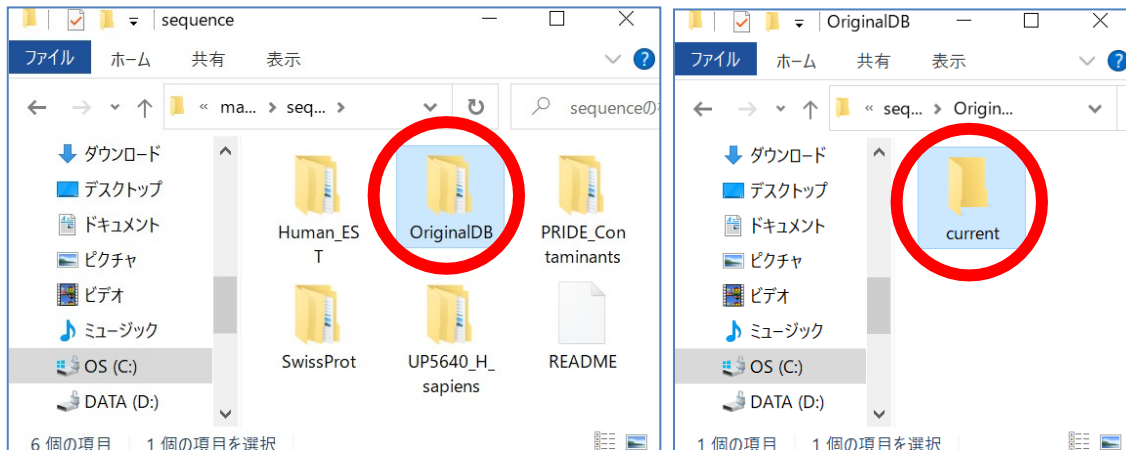 sequence
ファイル ホーム 共有 表示
« ma... > seq... >
sequenceの
ダウンロード
デスクトップ
ドキュメント
ピクチャ
ビデオ
ミュージック
OS (C:)
DATA (D:)
Human_ES
T
OriginalDB
PRIDE_Con
taminants
SwissProt
UP5640_H_
sapiens
README
6 個の項目 1 個の項目を選択
OriginalDB
ファイル ホーム 共有 表示
« seq... > Origin...
ダウンロード
デスクトップ
ドキュメント
ピクチャ
ビデオ
ミュージック
OS (C:)
DATA (D:)
current
1 個の項目 1 個の項目を選択